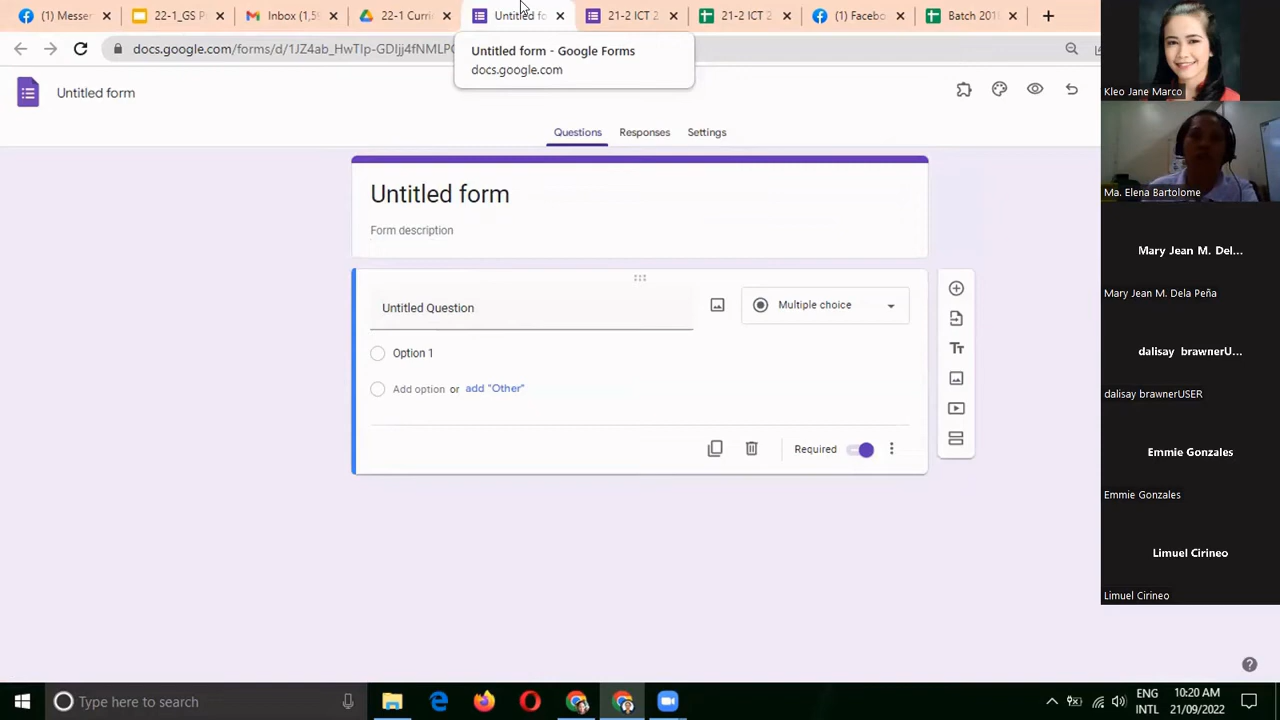 (1) Messer
22-1_GS P
Inbox (1,59
22-1 Curri
Untitled fo
21-2 ICT 2
21-2 ICT 2
(1) Facebo
Batch 201
docs.google.com/forms/d/1JZ4ab_HwTIp-GDIjj4fNMLPC
Untitled form - Google Forms
docs.google.com
Untitled form
Questions
Responses
Settings
Untitled form
Form description
Untitled Question
Multiple choice
Option 1
Add option or add "Other"
Required
Kleo Jane Marco
Ma. Elena Bartolome
Mary Jean M. Del...
Mary Jean M. Dela Peña
dalisay brawnerU...
dalisay brawnerUSER
Emmie Gonzales
Emmie Gonzales
Limuel Cirineo
Limuel Cirineo
Type here to search
ENG
INTL
10:20 AM
21/09/2022